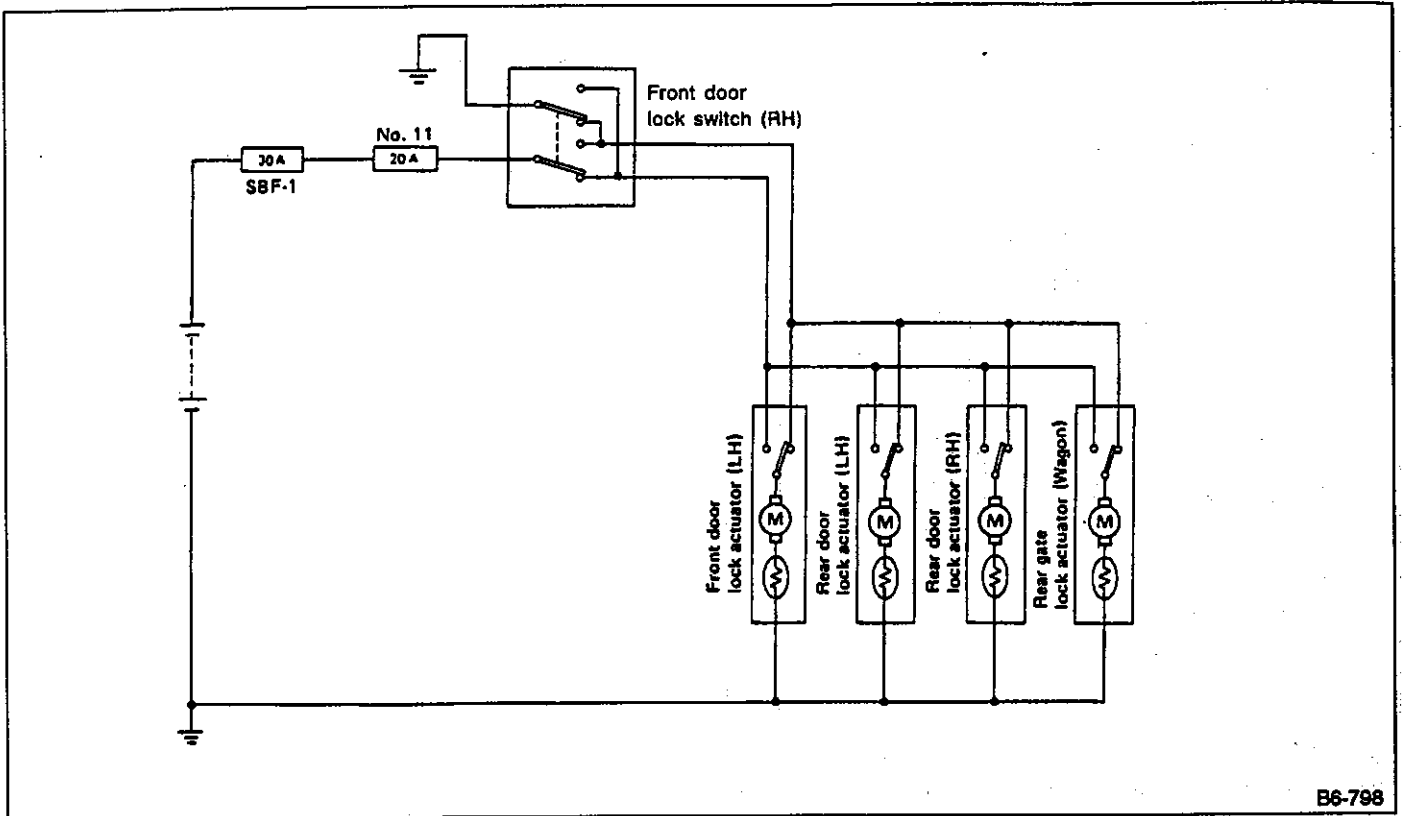 Front door
lock switch (RH)
No. 11
30 A
20 A
SBF-1
Front door
lock actuator (LH)
Rear door
lock actuator (LH)
Rear door
lock actuator (RH)
Rear gate
lock actuator (Wagon)
M
M
M
M
B6-798